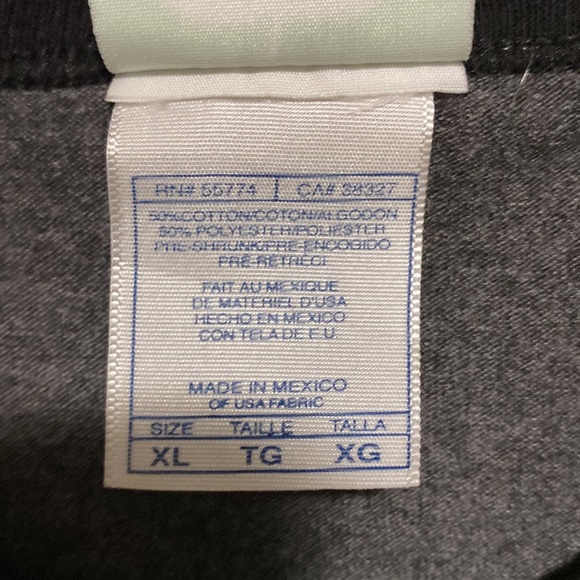 RN# 55774 CA# 38327
50% COTTON/COTON/ALGODON
50% POLYESTER/POLIESTER
PRE-SHRUNK/PRE-ENCOGIDO
PRÉ-RÉTRÉCI
FAIT AU MEXIQUE
DE MATERIEL D'USA
HECHO EN MEXICO
CON TELA DE E.U.
MADE IN MEXICO
OF USA FABRIC
SIZE TAILLE TALLA
XL TG XG